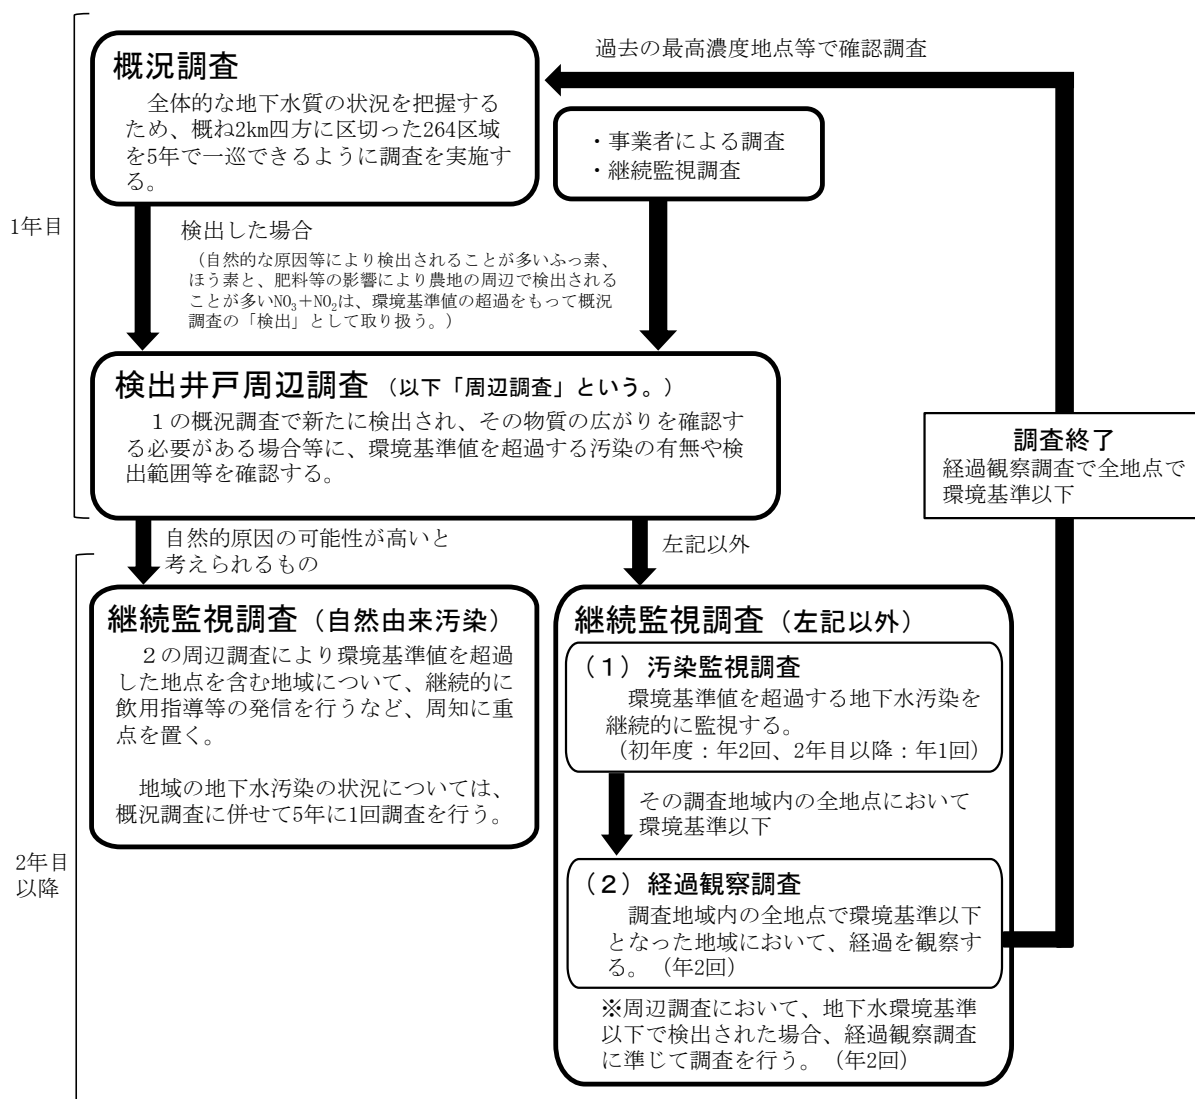 過去の最高濃度地点等で確認調査
概況調査
全体的な地下水質の状況を把握する
ため、概ね2km四方に区切った264区域
を5年で一巡できるように調査を実施す
る。
・事業者による調査
・継続監視調査
1年目
検出した場合
（自然的な原因等により検出されることが多いふっ素、
ほう素と、肥料等の影響により農地の周辺で検出される
ことが多いNO₃＋NO₂は、環境基準値の超過をもって概況
調査の「検出」として取り扱う。）
検出井戸周辺調査（以下「周辺調査」という。）
１の概況調査で新たに検出され、その物質の広がりを確認す
る必要がある場合等に、環境基準値を超過する汚染の有無や検
出範囲等を確認する。
調査終了
経過観察調査で全地点で
環境基準以下
自然的原因の可能性が高いと
考えられるもの
左記以外
継続監視調査（自然由来汚染）
２の周辺調査により環境基準値を超過
した地点を含む地域について、継続的に
飲用指導等の発信を行うなど、周知に重
点を置く。
地域の地下水汚染の状況については、
概況調査に併せて5年に1回調査を行う。
2年目
以降
継続監視調査（左記以外）
（１）汚染監視調査
環境基準値を超過する地下水汚染を
継続的に監視する。
（初年度：年2回、2年目以降：年1回）
その調査地域内の全地点において
環境基準以下
（２）経過観察調査
調査地域内の全地点で環境基準以下
となった地域において、経過を観察す
る。（年2回）
※周辺調査において、地下水環境基準
以下で検出された場合、経過観察調査
に準じて調査を行う。（年2回）